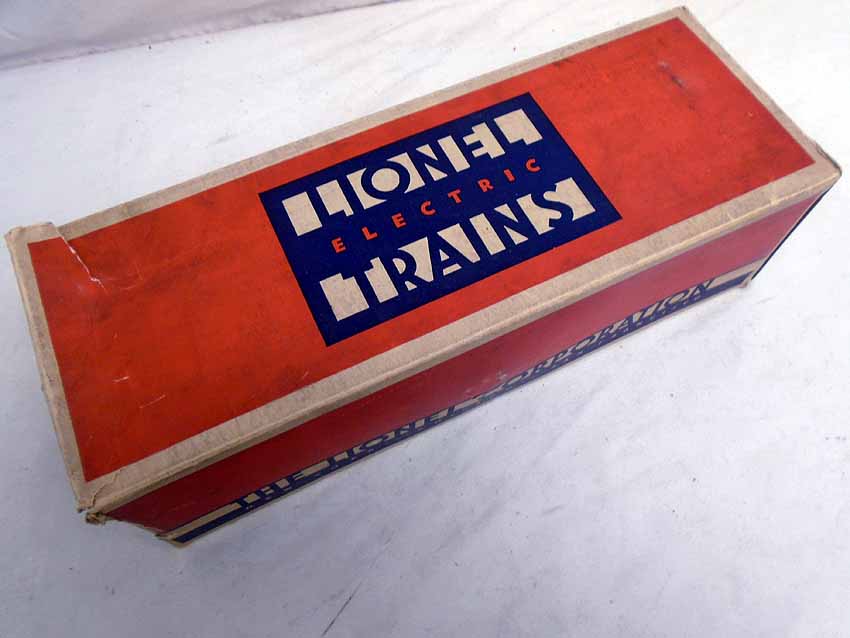 LIONEL
ELECTRIC
TRAINS
THE LIONEL CORPORATION